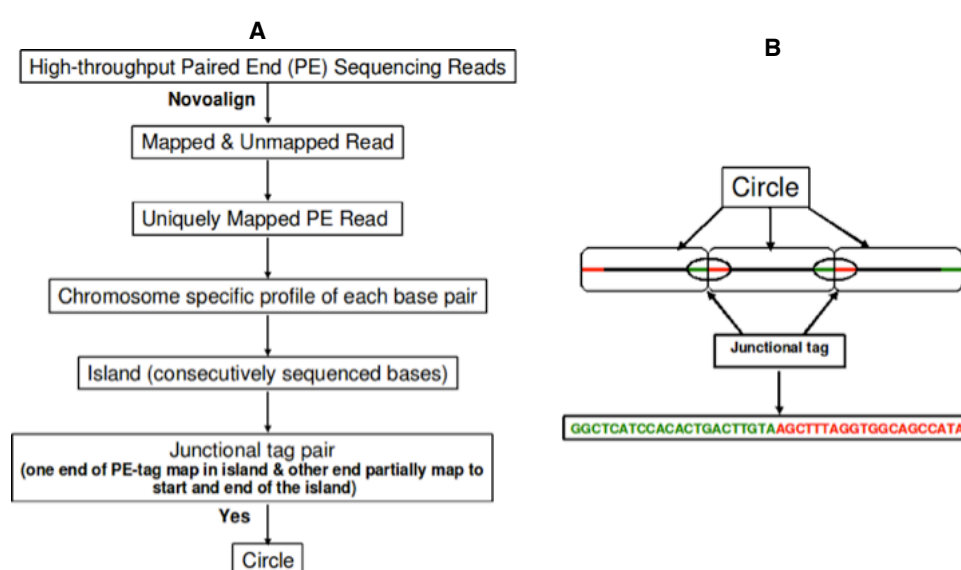 A
High-throughput Paired End (PE) Sequencing Reads
Novoalign
Mapped & Unmapped Read
Uniquely Mapped PE Read
Chromosome specific profile of each base pair
Island (consecutively sequenced bases)
Junctional tag pair
(one end of PE-tag map in island & other end partially map to
start and end of the island)
Yes
Circle
B
Circle
Junctional tag
GGCTCATCCACACTGACTTGTAAGCTTTAGGTGGCAGCCATA